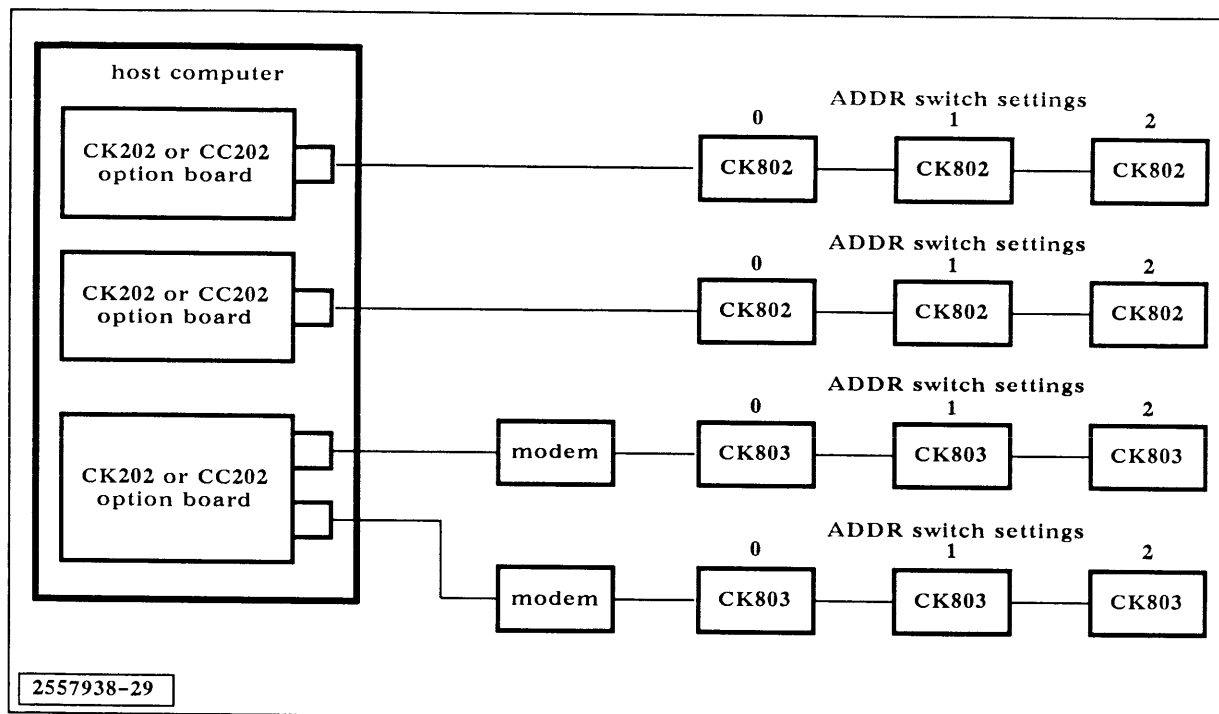 host computer
CK202 or CC202
option board
ADDR switch settings
0 1 2
CK802 CK802 CK802
CK202 or CC202
option board
ADDR switch settings
0 1 2
CK802 CK802 CK802
CK202 or CC202
option board
ADDR switch settings
0 1 2
modem CK803 CK803 CK803
ADDR switch settings
0 1 2
modem CK803 CK803 CK803
2557938-29